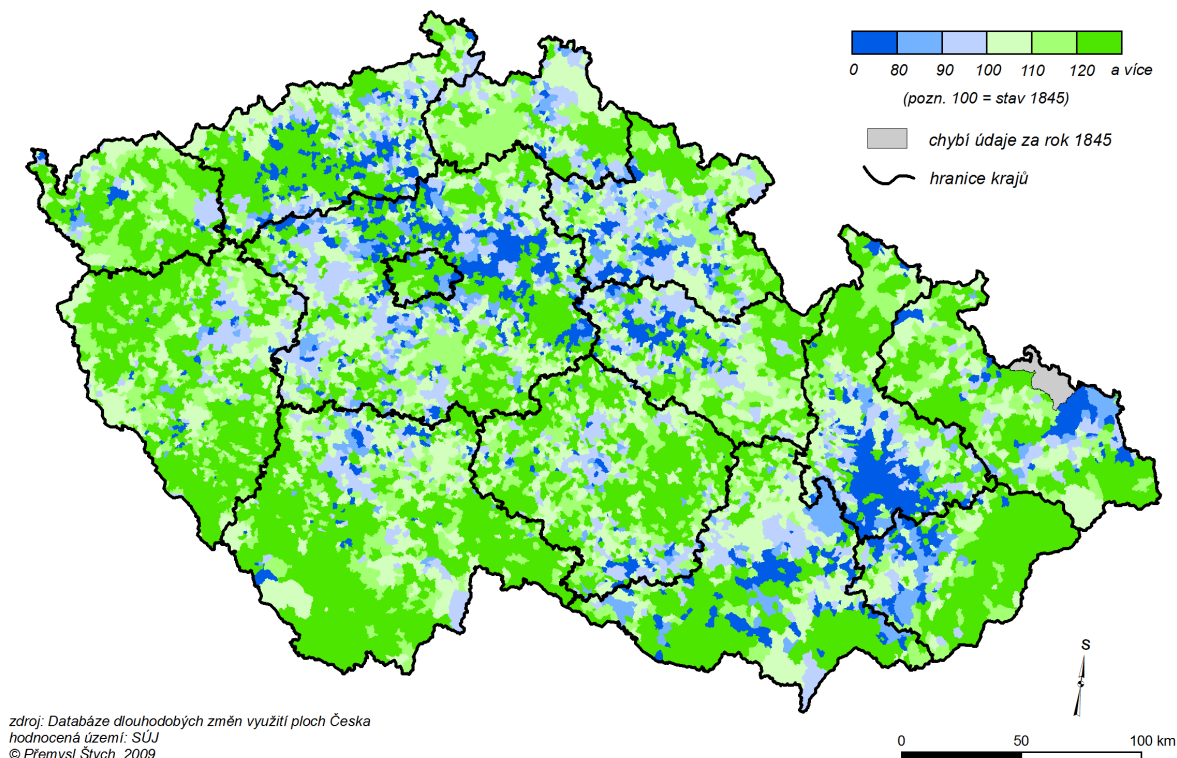 0 80 90 100 110 120 a více
(pozn. 100 = stav 1845)
chybí údaje za rok 1845
hranice krajů
S
zdroj: Databáze dlouhodobých změn využití ploch Česka
hodnocená území: SÚJ
© Přemysl Štych, 2009
0 50 100 km